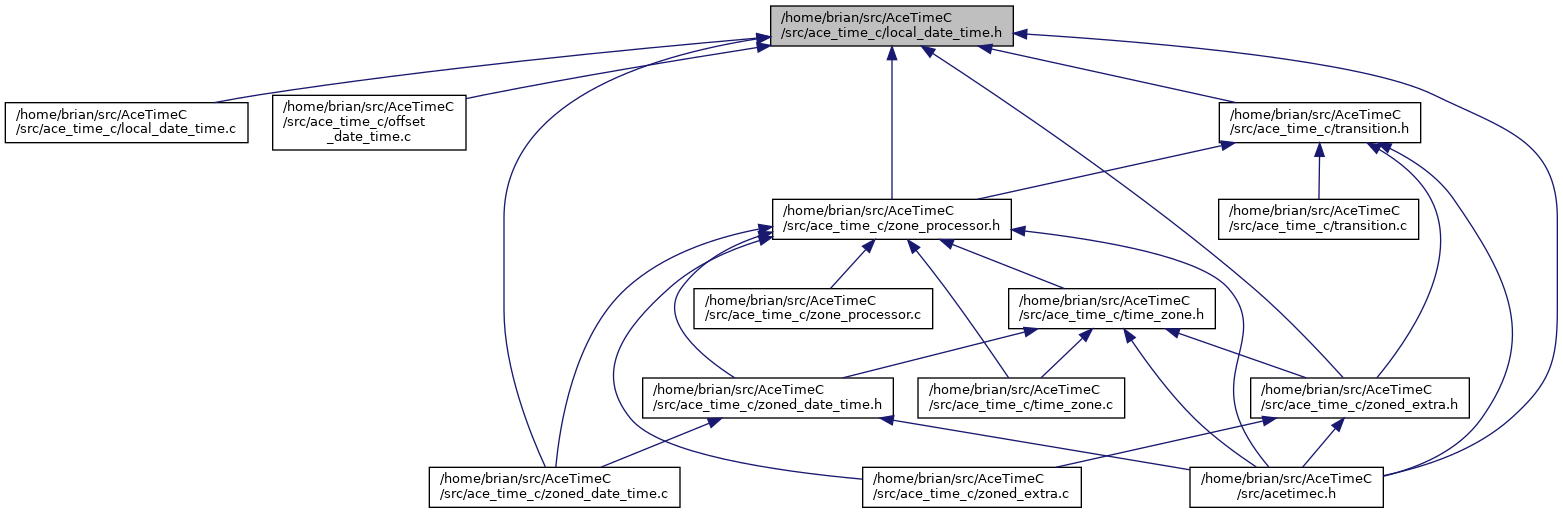 /home/brian/src/AceTimeC
/src/ace_time_c/local_date_time.h
/home/brian/src/AceTimeC
/src/ace_time_c/local_date_time.c
/home/brian/src/AceTimeC
/src/ace_time_c/offset
_date_time.c
/home/brian/src/AceTimeC
/src/ace_time_c/transition.h
/home/brian/src/AceTimeC
/src/ace_time_c/zone_processor.h
/home/brian/src/AceTimeC
/src/ace_time_c/transition.c
/home/brian/src/AceTimeC
/src/ace_time_c/zone_processor.c
/home/brian/src/AceTimeC
/src/ace_time_c/time_zone.h
/home/brian/src/AceTimeC
/src/ace_time_c/zoned_date_time.h
/home/brian/src/AceTimeC
/src/ace_time_c/time_zone.c
/home/brian/src/AceTimeC
/src/ace_time_c/zoned_extra.h
/home/brian/src/AceTimeC
/src/ace_time_c/zoned_date_time.c
/home/brian/src/AceTimeC
/src/ace_time_c/zoned_extra.c
/home/brian/src/AceTimeC
/src/acetimec.h